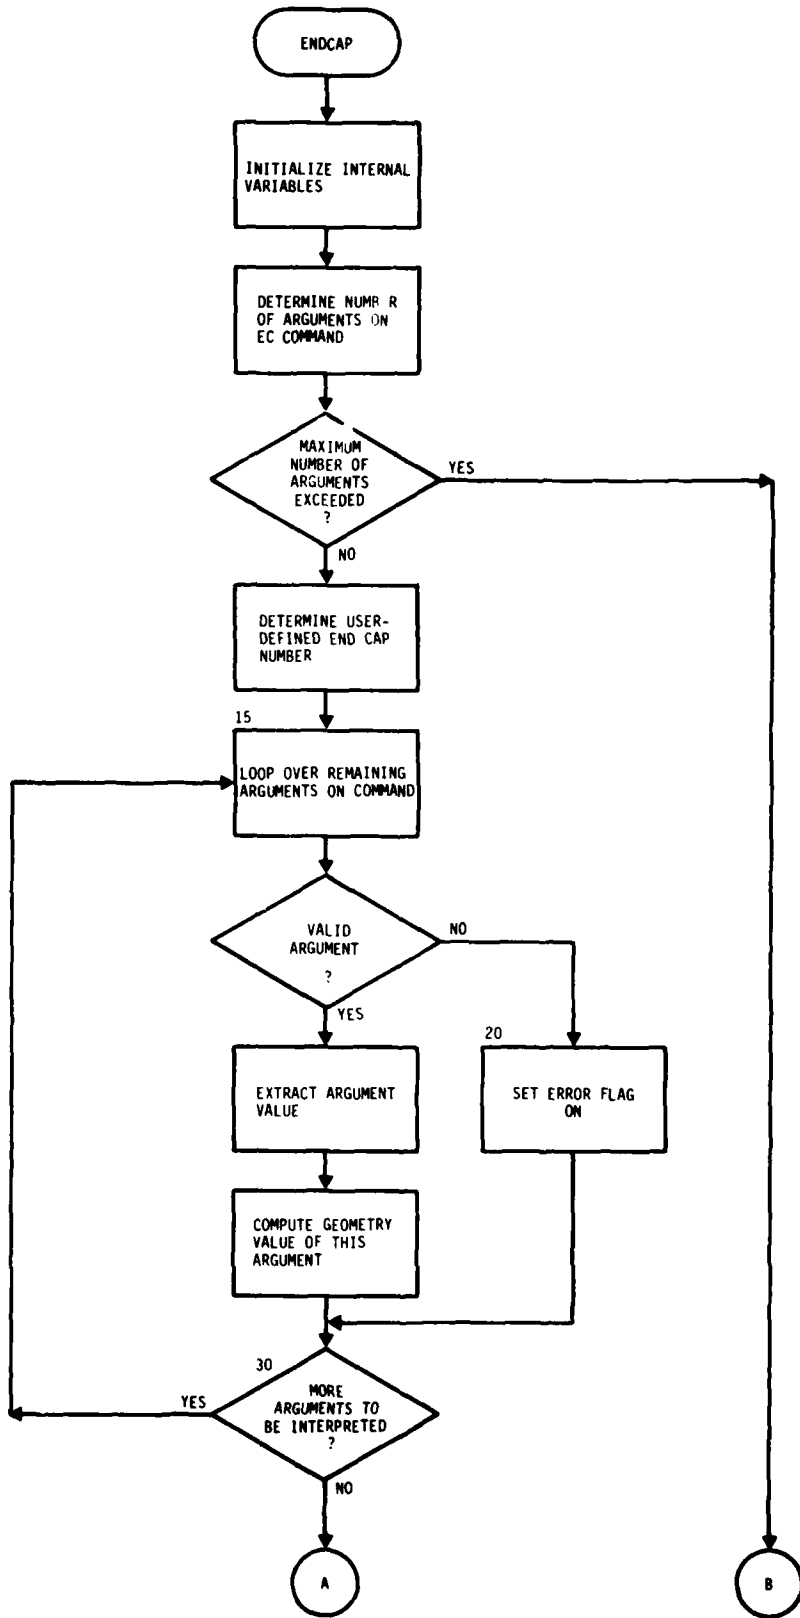 ENDCAP
INITIALIZE INTERNAL
VARIABLES
DETERMINE NUMB R
OF ARGUMENTS ON
EC COMMAND
MAXIMUM
NUMBER OF
ARGUMENTS
EXCEEDED
?
YES
NO
DETERMINE USER-
DEFINED END CAP
NUMBER
15
LOOP OVER REMAINING
ARGUMENTS ON COMMAND
VALID
ARGUMENT
?
NO
YES
20
EXTRACT ARGUMENT
VALUE
SET ERROR FLAG
ON
COMPUTE GEOMETRY
VALUE OF THIS
ARGUMENT
30
MORE
ARGUMENTS TO
BE INTERPRETED
?
YES
NO
A
B